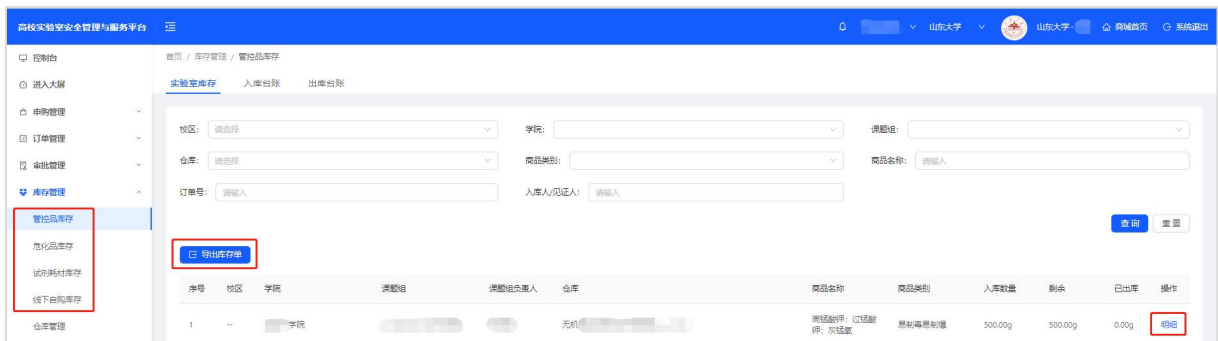 高校实验室安全管理与服务平台 山东大学 山东大学- 商城首页 系统退出
控制台 首页 / 库存管理 / 管控品库存
进入大屏 实验室库存 入库台账 出库台账
申购管理
订单管理 校区: 请选择 学院: 课题组:
审批管理 仓库: 请选择 商品类别: 商品名称: 请输入
库存管理 订单号: 请输入 入库人/见证人: 请输入
管控品库存 查询 重置
危化品库存 导出库存单
试剂耗材库存 序号 校区 学院 课题组 课题组负责人 仓库 商品名称 商品类别 入库数量 剩余 已出库 操作
线下自购库存
仓库管理 1 -- 学院 无机 高锰酸钾; 过锰酸 易制毒易制爆 500.00g 500.00g 0.00g 明细
钾; 灰锰氧